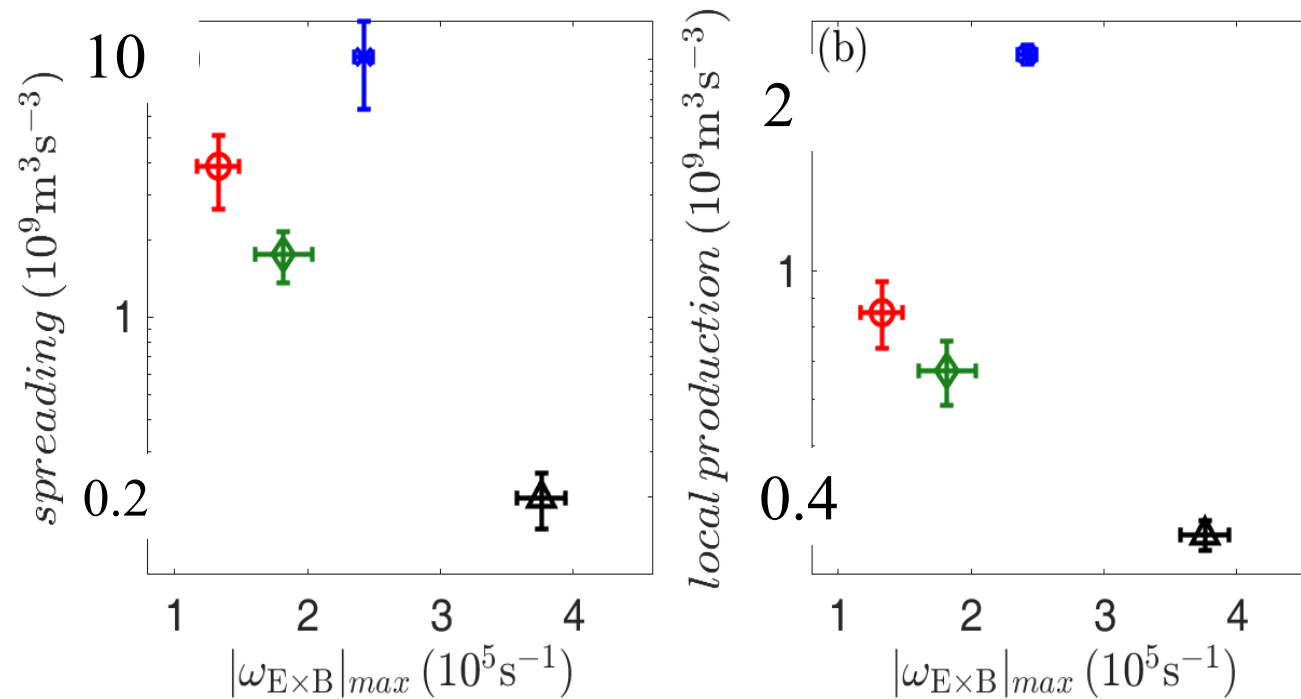 10
1
0.2
spreading (10⁹m³s⁻³)
1 2 3 4
|ω_E×B|_max (10⁵s⁻¹)
(b)
2
1
0.4
local production (10⁹m³s⁻³)
1 2 3 4
|ω_E×B|_max (10⁵s⁻¹)